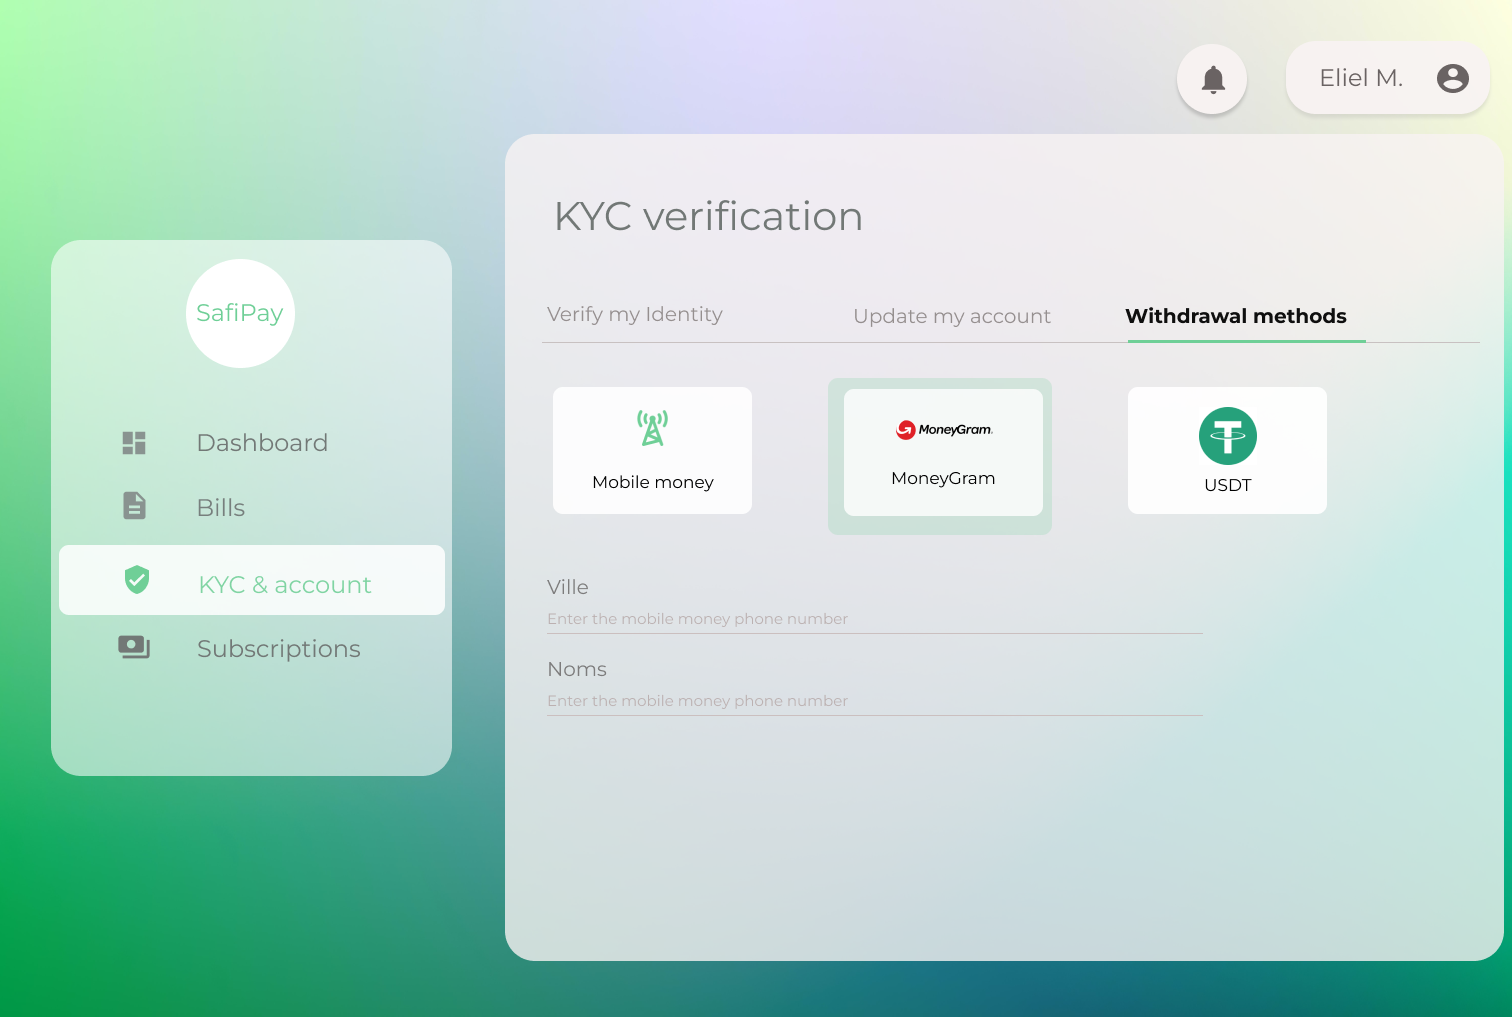 Eliel M.
KYC verification
SafiPay
Dashboard
Bills
KYC & account
Subscriptions
Verify my Identity
Update my account
Withdrawal methods
Mobile money
MoneyGram.
MoneyGram
USDT
Ville
Enter the mobile money phone number
Noms
Enter the mobile money phone number